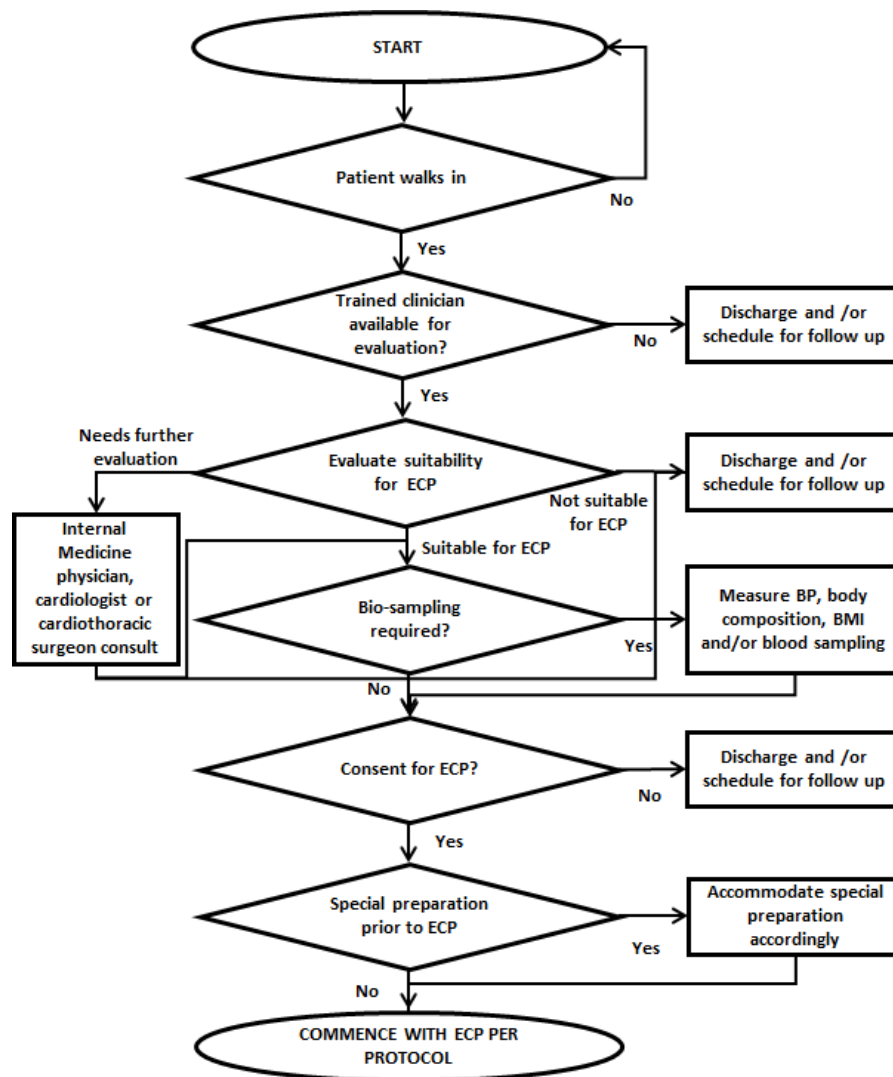 START
Patient walks in
No
Yes
Trained clinician
available for
evaluation?
No
Discharge and /or
schedule for follow up
Yes
Needs further
evaluation
Evaluate suitability
for ECP
Not suitable
for ECP
Discharge and /or
schedule for follow up
Internal
Medicine
physician,
cardiologist or
cardiothoracic
surgeon consult
Suitable for ECP
Bio-sampling
required?
Yes
Measure BP, body
composition, BMI
and/or blood sampling
No
Consent for ECP?
No
Discharge and /or
schedule for follow up
Yes
Special preparation
prior to ECP
Yes
Accommodate special
preparation
accordingly
No
COMMENCE WITH ECP PER
PROTOCOL